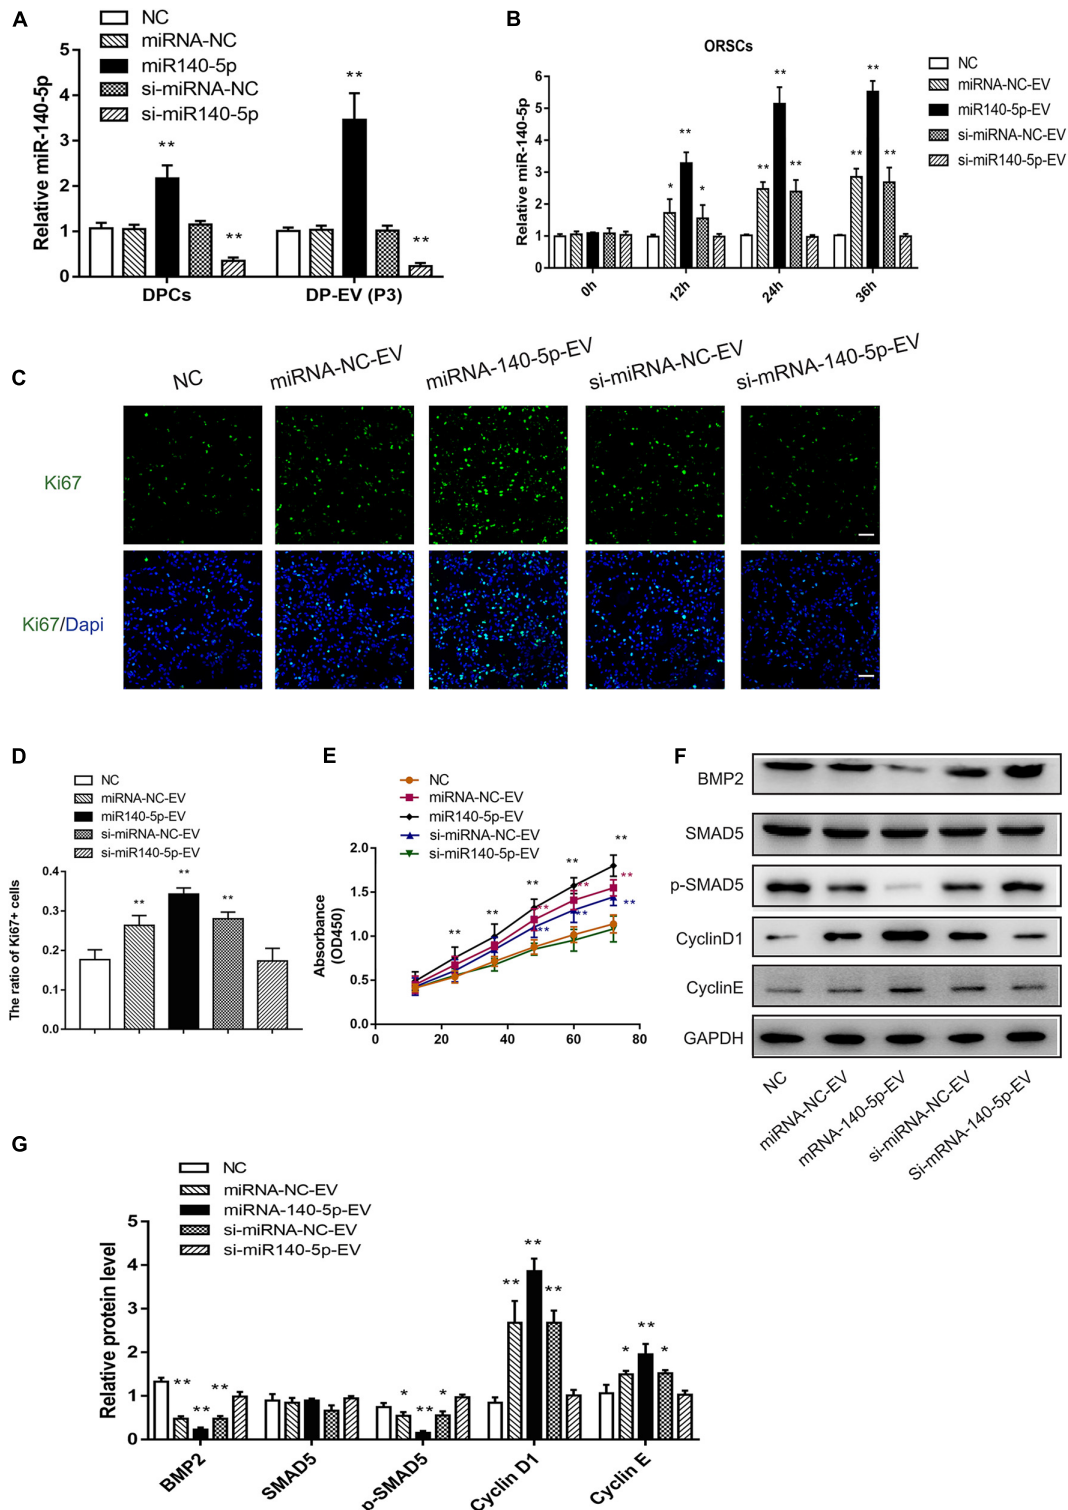 A
NC
miRNA-NC
miR140-5p
si-miRNA-NC
si-miR140-5p
Relative miR-140-5p
5
4
3
2
1
0
**
**
**
**
DPCs
DP-EV (P3)
B
ORSCs
NC
miRNA-NC-EV
miR140-5p-EV
si-miRNA-NC-EV
si-miR140-5p-EV
Relative miR-140-5p
6
5
4
3
2
1
0
*
**
*
**
**
**
**
**
**
0h
12h
24h
36h
C
NC
miRNA-NC-EV
miRNA-140-5p-EV
si-miRNA-NC-EV
si-mRNA-140-5p-EV
Ki67
Ki67/Dapi
D
NC
miRNA-NC-EV
miR140-5p-EV
si-miRNA-NC-EV
si-miR140-5p-EV
The ratio of Ki67+ cells
0.4
0.3
0.2
0.1
0.0
**
**
**
E
NC
miRNA-NC-EV
miR140-5p-EV
si-miRNA-NC-EV
si-miR140-5p-EV
Absorbance
(OD450)
2.0
1.5
1.0
0.5
0.0
**
**
**
**
**
**
**
**
**
**
**
0
20
40
60
80
F
BMP2
SMAD5
p-SMAD5
CyclinD1
CyclinE
GAPDH
NC
miRNA-NC-EV
mRNA-140-5p-EV
si-miRNA-NC-EV
Si-mRNA-140-5p-EV
G
NC
miRNA-NC-EV
miRNA-140-5p-EV
si-miRNA-NC-EV
si-miR140-5p-EV
Relative protein level
5
4
3
2
1
0
**
**
**
*
**
*
**
**
**
*
**
*
BMP2
SMAD5
p-SMAD5
Cyclin D1
Cyclin E